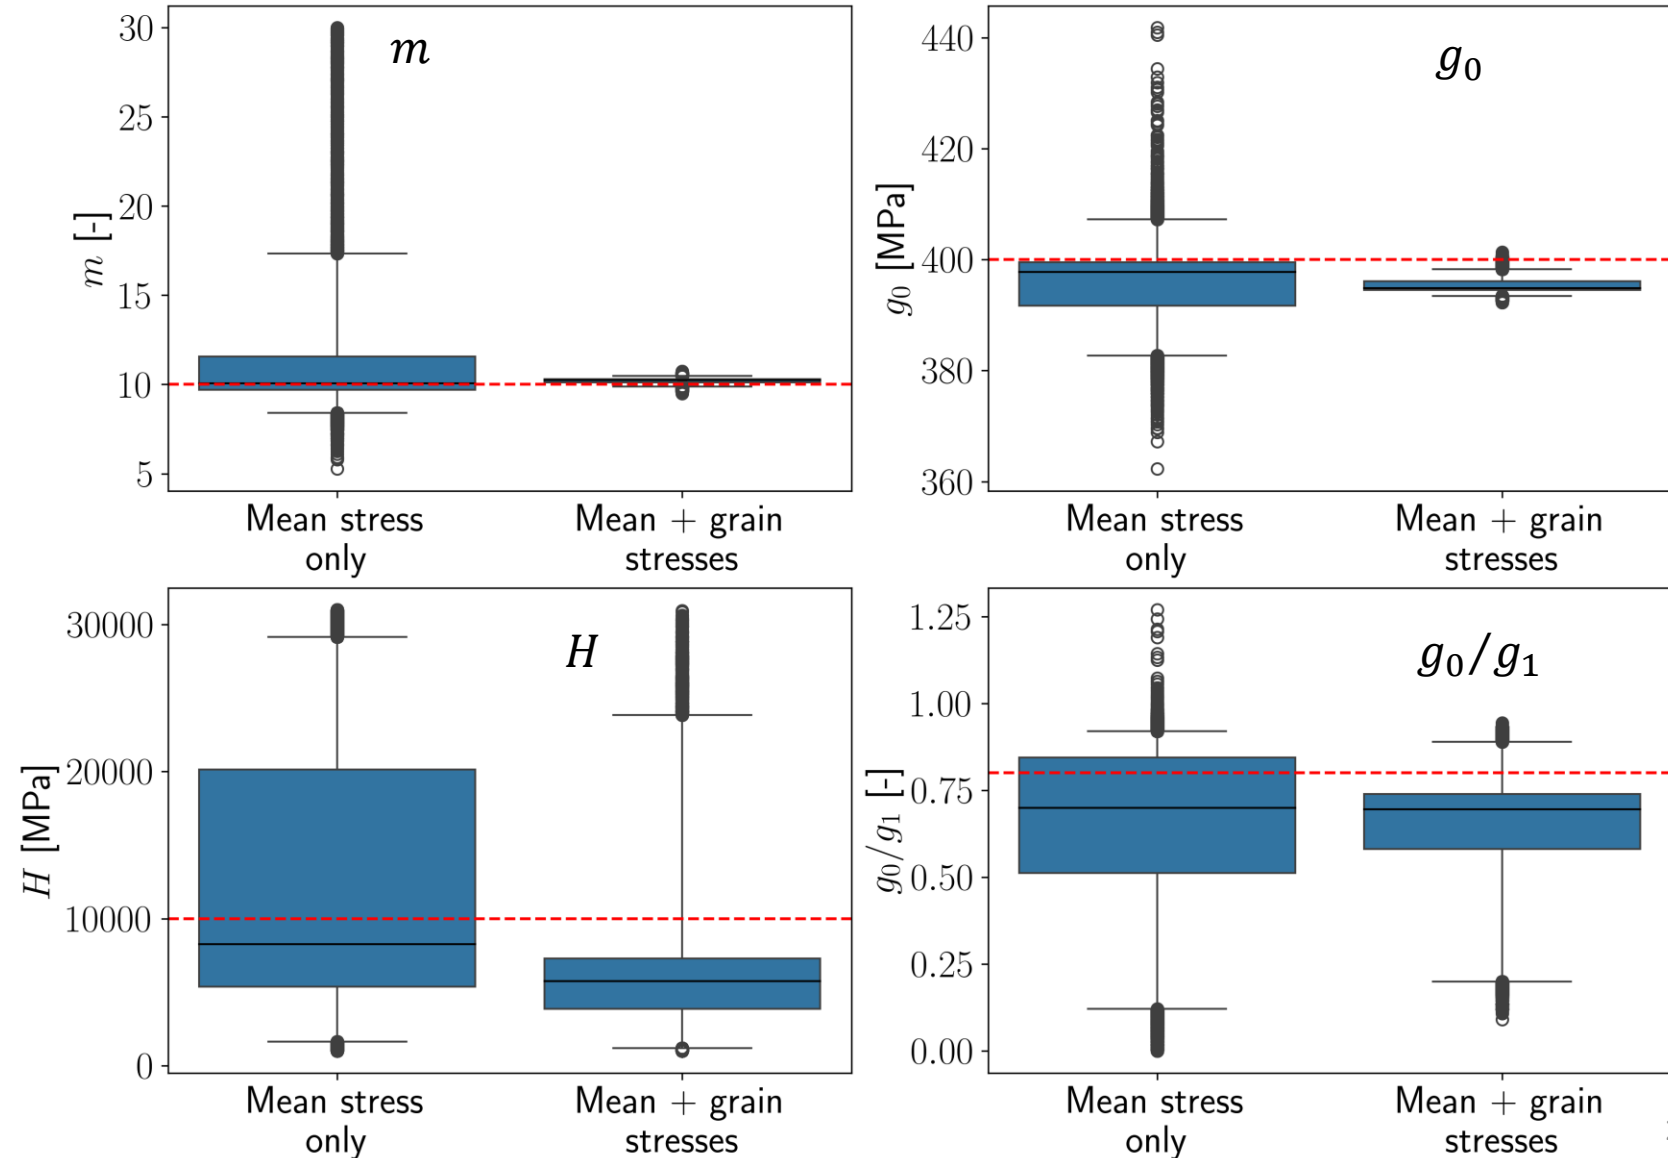 m
30
25
20
15
10
5
m [-]
Mean stress
only
Mean + grain
stresses
g₀
440
420
400
380
360
g₀ [MPa]
Mean stress
only
Mean + grain
stresses
H
30000
20000
10000
0
H [MPa]
Mean stress
only
Mean + grain
stresses
g₀/g₁
1.25
1.00
0.75
0.50
0.25
0.00
g₀/g₁ [-]
Mean stress
only
Mean + grain
stresses